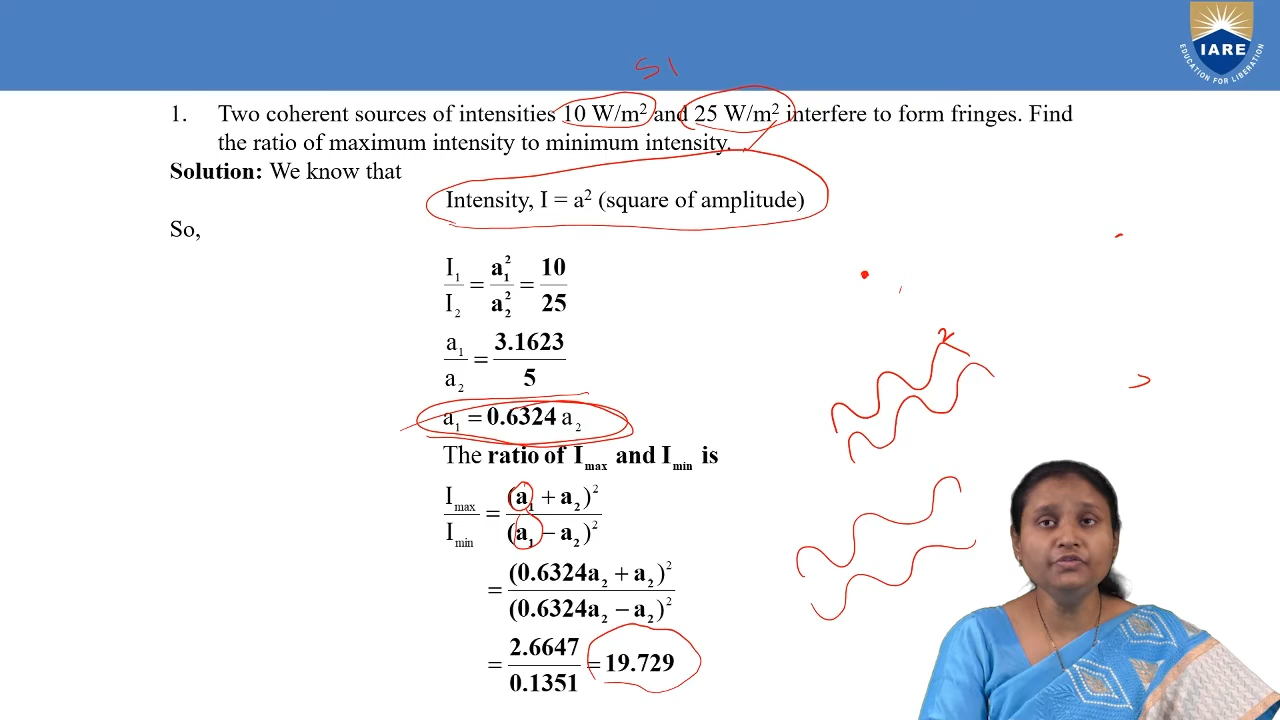 IARE
EDUCATION FOR LIBERATION
51
1. Two coherent sources of intensities 10 W/m² and 25 W/m² interfere to form fringes. Find
the ratio of maximum intensity to minimum intensity.
Solution: We know that
Intensity, I = a² (square of amplitude)
So,
I₁/I₂ = a₁²/a₂² = 10/25
a₁/a₂ = 3.1623/5
a₁ = 0.6324 a₂
The ratio of Iₘₐₓ and Iₘᵢₙ is
Iₘₐₓ/Iₘᵢₙ = (a₁ + a₂)²/(a₁ − a₂)²
= (0.6324a₂ + a₂)²/(0.6324a₂ − a₂)²
= 2.6647/0.1351 = 19.729